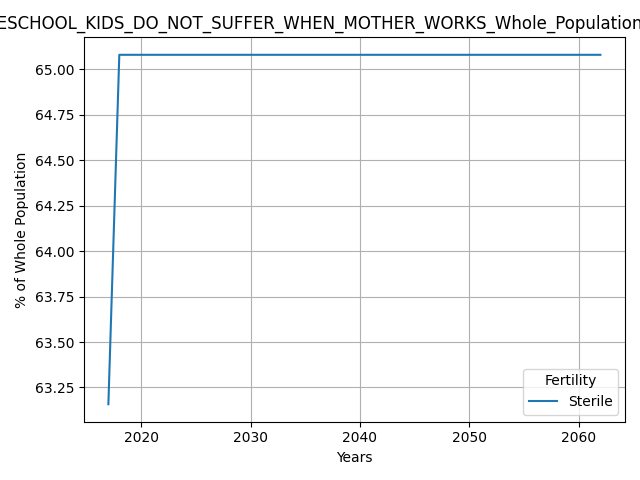 ESCHOOL_KIDS_DO_NOT_SUFFER_WHEN_MOTHER_WORKS_Whole_Population
65.00
64.75
64.50
64.25
64.00
63.75
63.50
63.25
% of Whole Population
Fertility
Sterile
2020 2030 2040 2050 2060
Years